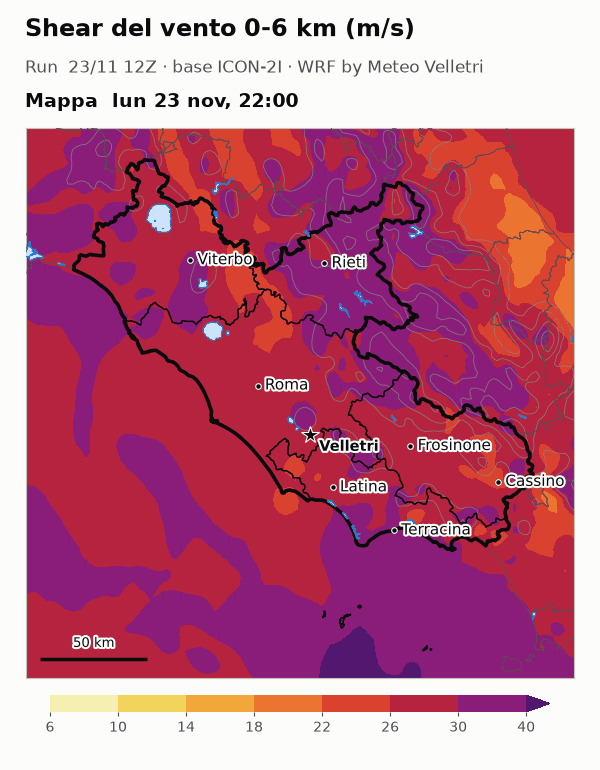 Shear del vento 0-6 km (m/s)
Run  23/11 12Z · base ICON-2I · WRF by Meteo Velletri
Mappa  lun 23 nov, 22:00
Viterbo
Rieti
Roma
Velletri
Frosinone
Latina
Cassino
Terracina
50 km
6 10 14 18 22 26 30 40